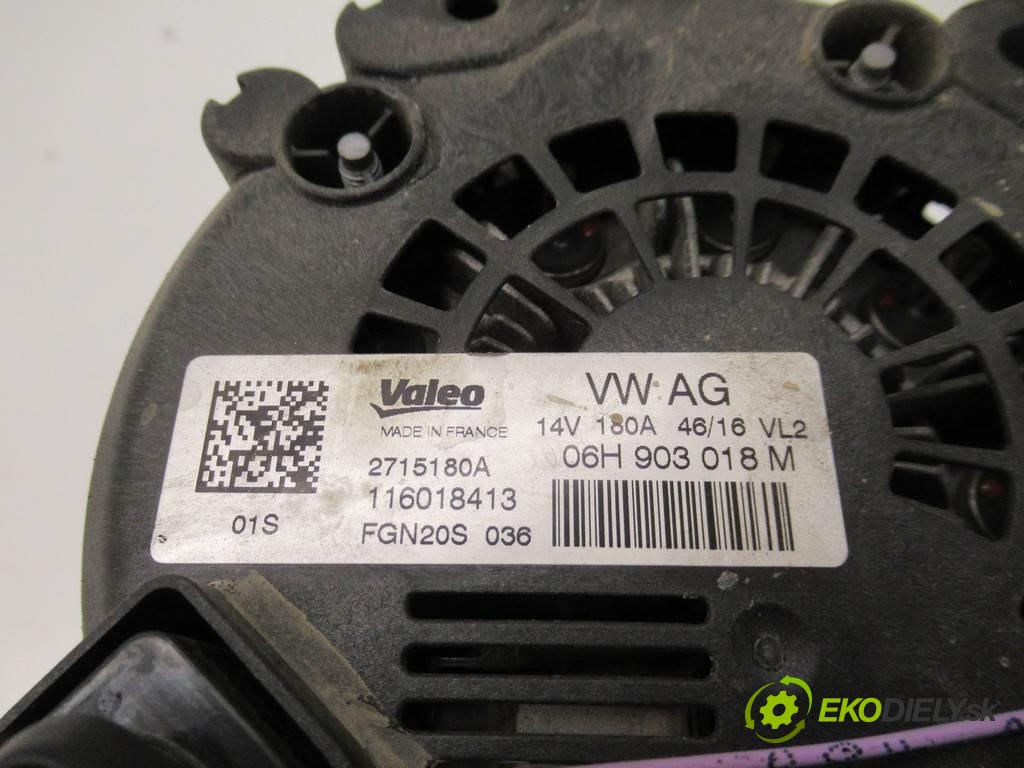 Valeo
MADE IN FRANCE
2715180A
116018413
FGN20S 036
01S
VW AG
14V 180A 46/16 VL2
06H 903 018 M
EKODIELY.sk